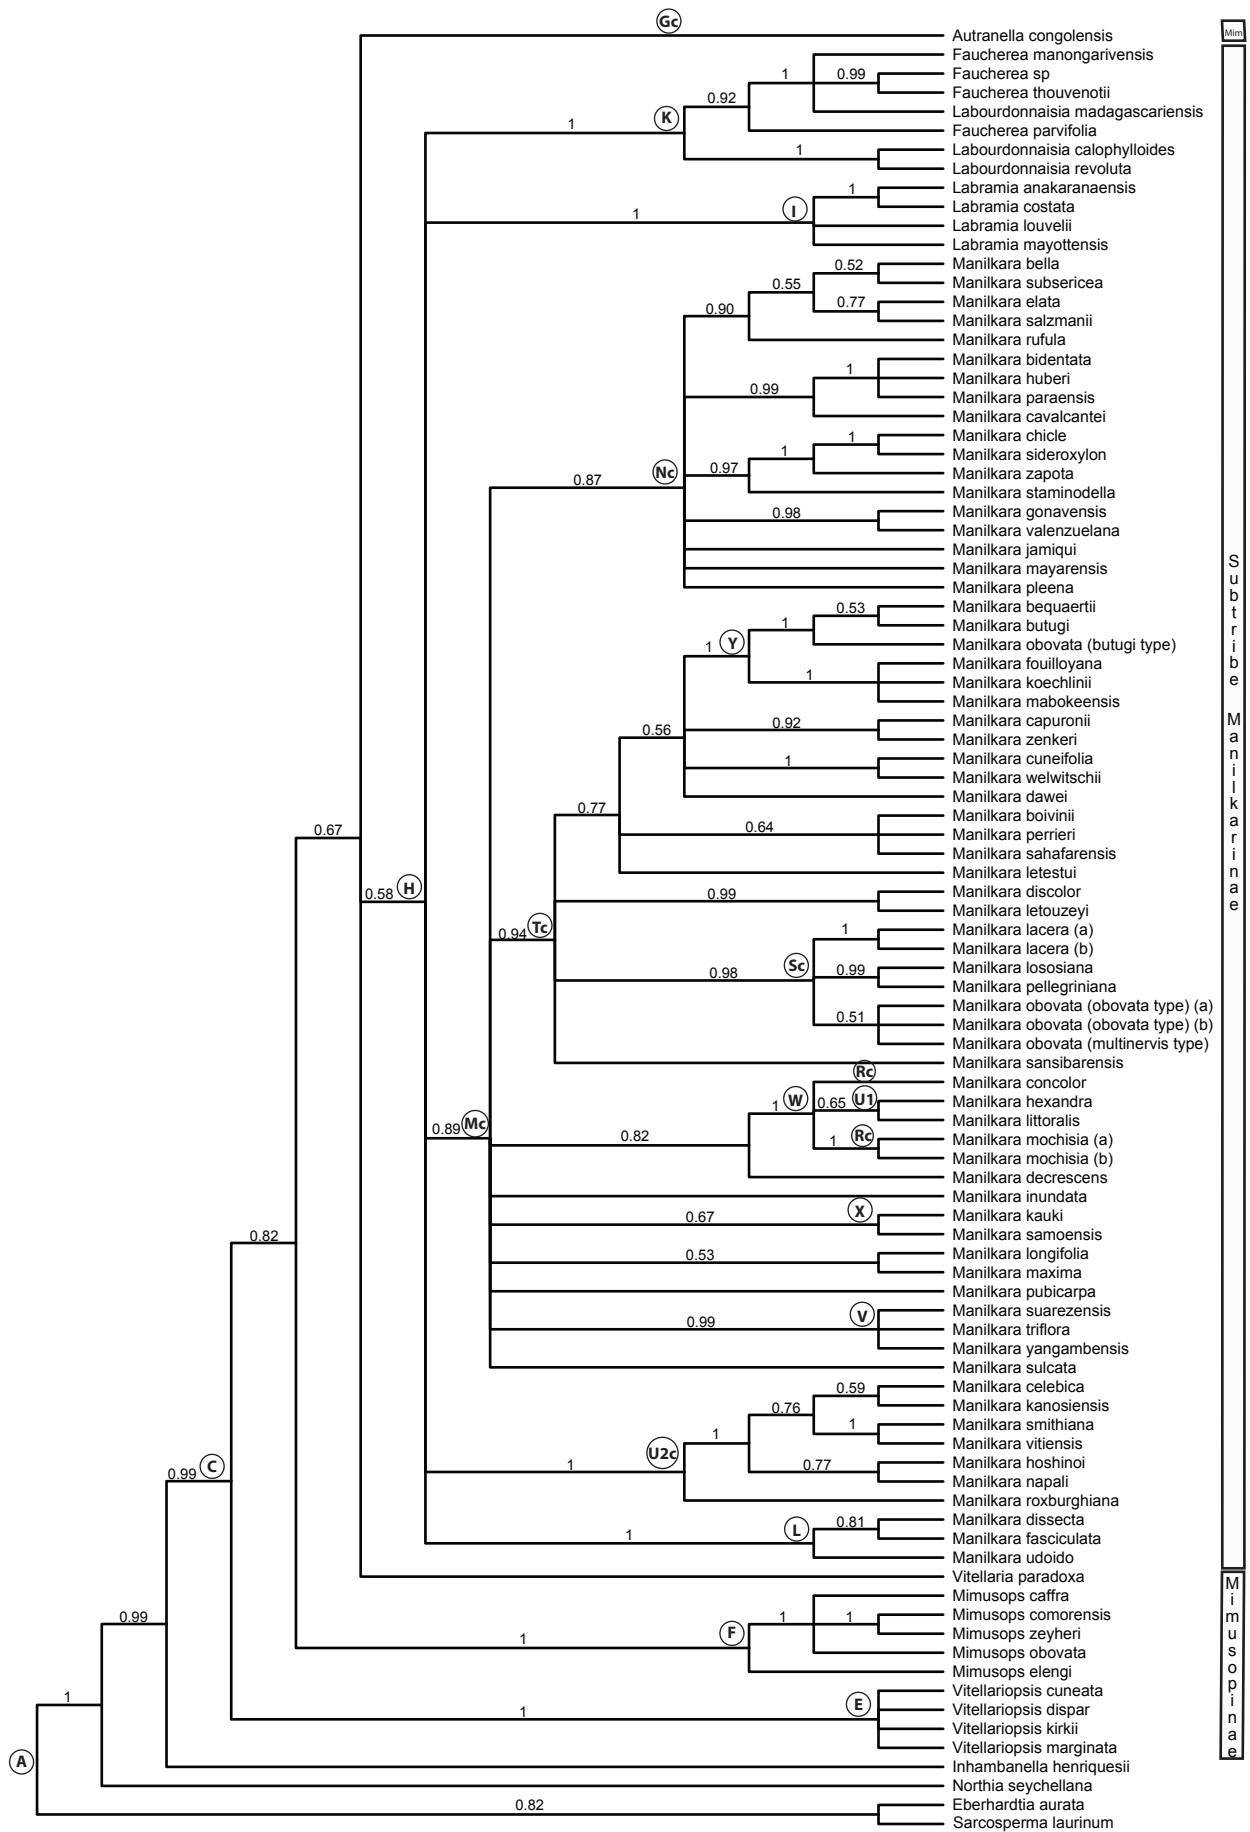 Gc
Autranella congolensis
Mim
Faucherea manongarivensis
1
0.99
Faucherea sp
Faucherea thouvenotii
0.92
Labourdonnaisia madagascariensis
1
K
Faucherea parvifolia
1
Labourdonnaisia calophylloides
Labourdonnaisia revoluta
1
Labramia anakaranaensis
1
I
Labramia costata
Labramia louvelii
Labramia mayottensis
0.52
Manilkara bella
0.55
Manilkara subsericea
0.77
Manilkara elata
0.90
Manilkara salzmanii
Manilkara rufula
Manilkara bidentata
1
Manilkara huberi
0.99
Manilkara paraensis
Manilkara cavalcantei
1
Manilkara chicle
1
Manilkara sideroxylon
0.97
Manilkara zapota
0.87
Nc
Manilkara staminodella
0.98
Manilkara gonavensis
Manilkara valenzuelana
Manilkara jamiqui
Manilkara mayarensis
Manilkara pleena
0.53
Manilkara bequaertii
1
Manilkara butugi
1
Y
Manilkara obovata (butugi type)
Manilkara fouilloyana
1
Manilkara koechlinii
Manilkara mabokeensis
0.56
0.92
Manilkara capuronii
Manilkara zenkeri
1
Manilkara cuneifolia
Manilkara welwitschii
Manilkara dawei
0.77
Manilkara boivinii
0.64
Manilkara perrieri
Manilkara sahafarensis
0.67
Manilkara letestui
0.58
H
0.99
Manilkara discolor
Manilkara letouzeyi
0.94
Tc
1
Manilkara lacera (a)
Manilkara lacera (b)
0.98
Sc
0.99
Manilkara lososiana
Manilkara pellegriniana
Manilkara obovata (obovata type) (a)
0.51
Manilkara obovata (obovata type) (b)
Manilkara obovata (multinervis type)
Manilkara sansibarensis
Rc
Manilkara concolor
1
W
0.65
U1
Manilkara hexandra
Manilkara littoralis
0.89
Mc
0.82
1
Rc
Manilkara mochisia (a)
Manilkara mochisia (b)
Manilkara decrescens
Manilkara inundata
0.67
X
Manilkara kauki
Manilkara samoensis
0.53
Manilkara longifolia
Manilkara maxima
Manilkara pubicarpa
V
Manilkara suarezensis
0.99
Manilkara triflora
Manilkara yangambensis
Manilkara sulcata
0.59
Manilkara celebica
0.76
Manilkara kanosiensis
1
Manilkara smithiana
1
Manilkara vitiensis
1
U2c
0.77
Manilkara hoshinoi
Manilkara napali
Manilkara roxburghiana
0.81
Manilkara dissecta
1
L
Manilkara fasciculata
Manilkara udoido
Subtribe Manilkarinae
Vitellaria paradoxa
0.82
0.99
C
0.99
Mimusops caffra
1
1
Mimusops comorensis
1
F
Mimusops zeyheri
Mimusops obovata
Mimusops elengi
Vitellariopsis cuneata
1
E
Vitellariopsis dispar
Vitellariopsis kirkii
Vitellariopsis marginata
Mimusopinae
1
A
Inhambanella henriquesii
Northia seychellana
0.82
Eberhardtia aurata
Sarcosperma laurinum